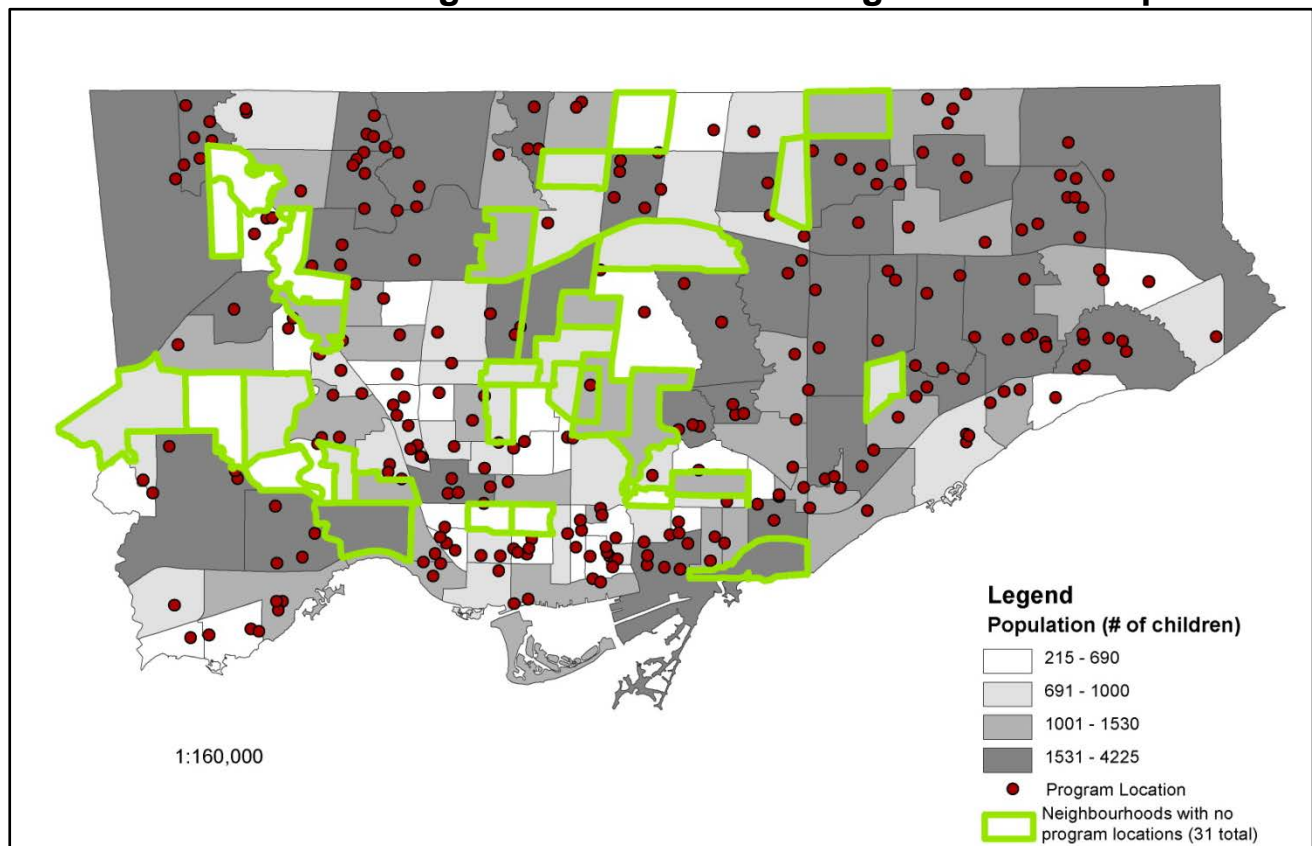 1:160,000
Legend
Population (# of children)
215 - 690
691 - 1000
1001 - 1530
1531 - 4225
Program Location
Neighbourhoods with no
program locations (31 total)